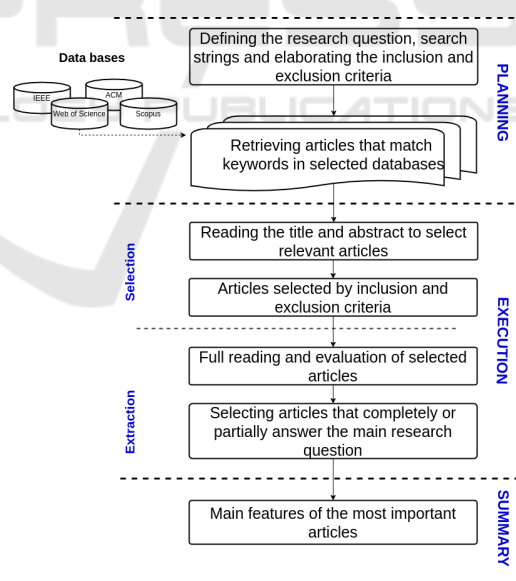 Defining the research question, search
strings and elaborating the inclusion and
exclusion criteria
PLANNING
Data bases
IEEE
ACM
Web of Science
Scopus
Retrieving articles that match
keywords in selected databases
Reading the title and abstract to select
relevant articles
Selection
Articles selected by inclusion and
exclusion criteria
EXECUTION
Full reading and evaluation of selected
articles
Extraction
Selecting articles that completely or
partially answer the main research
question
SUMMARY
Main features of the most important
articles
PUBLICATIONS